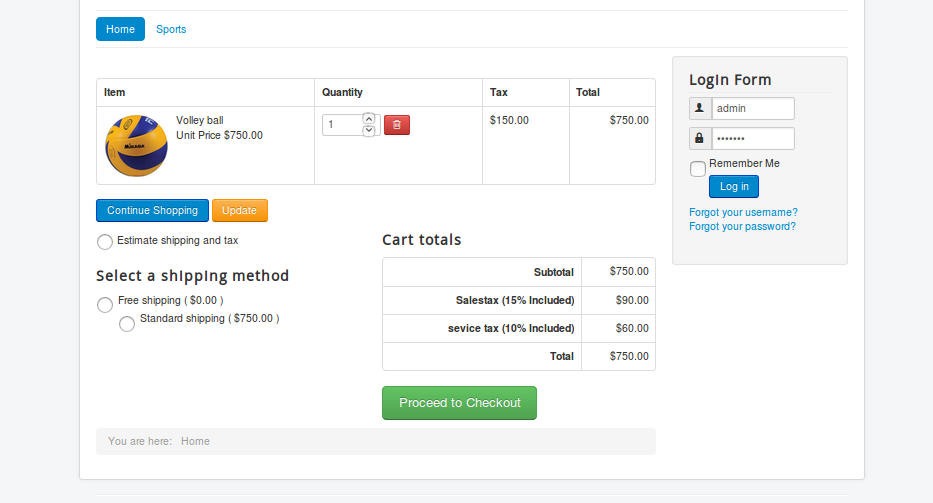 Home Sports
Item Quantity Tax Total
Volley ball
Unit Price $750.00
1
$150.00
$750.00
MIKASA
Continue Shopping Update
Estimate shipping and tax
Select a shipping method
Free shipping ( $0.00 )
Standard shipping ( $750.00 )
Cart totals
Subtotal $750.00
Salestax (15% Included) $90.00
sevice tax (10% Included) $60.00
Total $750.00
Proceed to Checkout
You are here: Home
Login Form
admin
•••••••
Remember Me
Log in
Forgot your username?
Forgot your password?